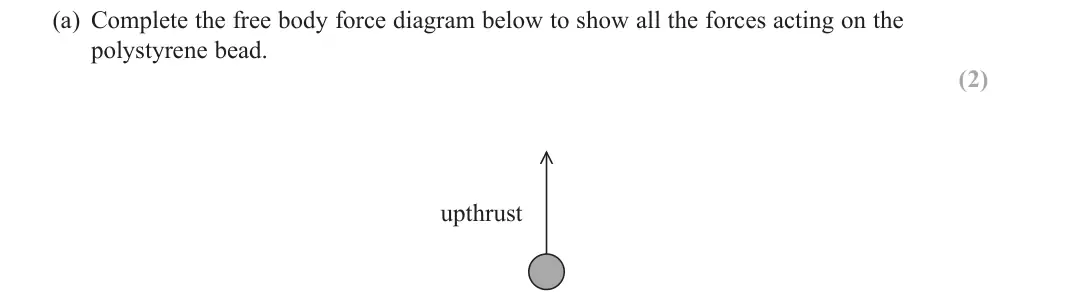 (a) Complete the free body force diagram below to show all the forces acting on the
polystyrene bead.
(2)
upthrust